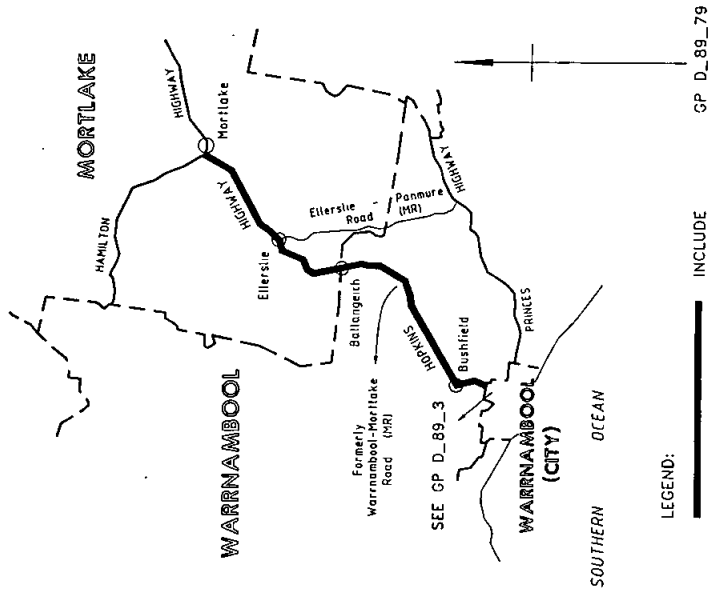 MORTLAKE
HIGHWAY
Mortlake
HAMILTON
HIGHWAY
Ellerslie
Ellerslie - Panmure
Road (MR)
HIGHWAY
Ballangeich
WARRNAMBOOL
Formerly
Warrnambool-Mortlake
Road (MR)
HOPKINS
Bushfield
PRINCES
SEE GP D_89_3
WARRNAMBOOL
(CITY)
SOUTHERN OCEAN
LEGEND:
INCLUDE
GP D_89_79